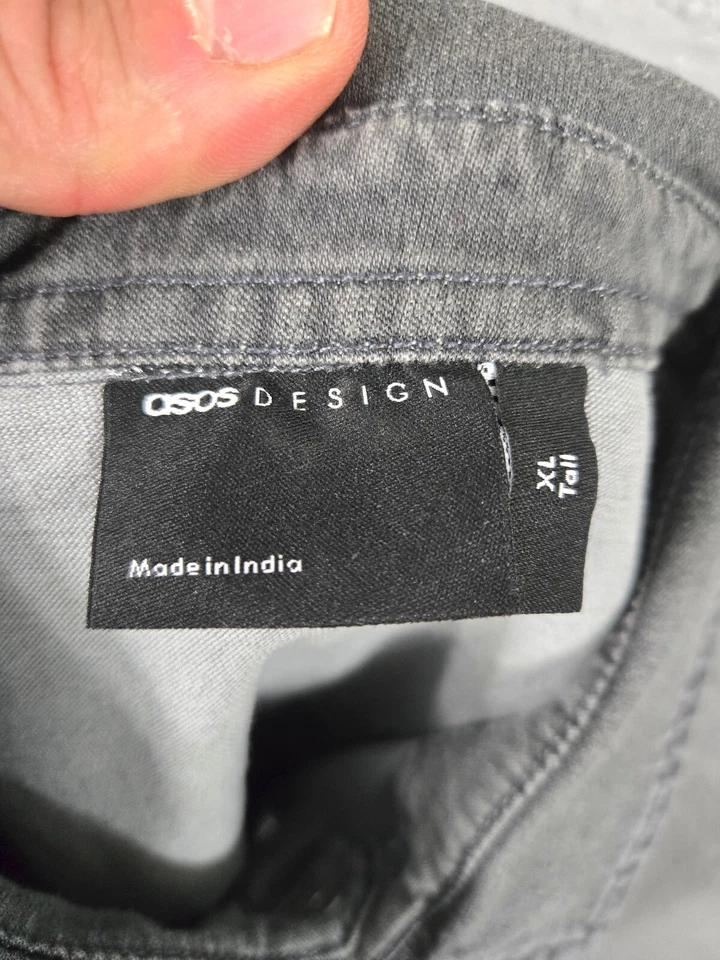 asos DESIGN
Made in India
XL
Tall